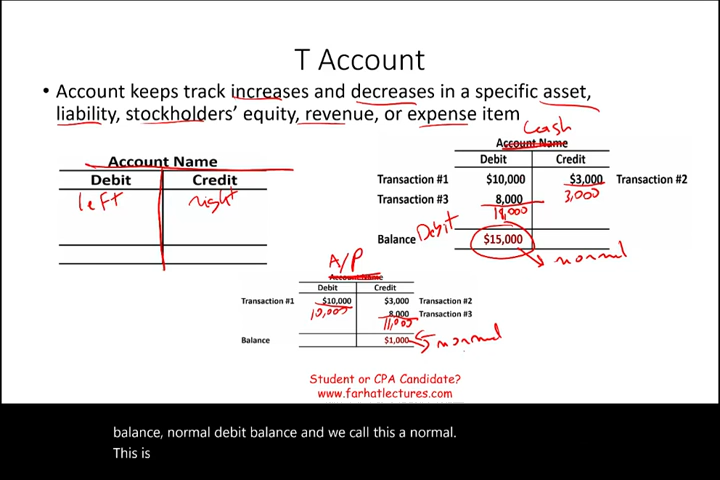 T Account
• Account keeps track increases and decreases in a specific asset,
liability, stockholders' equity, revenue, or expense item
Cash
Account Name
Debit Credit
Transaction #1 $10,000 $3,000 Transaction #2
Transaction #3 8,000 3,000
18,000
Balance Debit $15,000
normal
Account Name
Debit Credit
left right
A/P
Account Name
Debit Credit
Transaction #1 $10,000 $3,000 Transaction #2
10,000 8,000 Transaction #3
11,000
Balance $1,000 normal
Student or CPA Candidate?
www.farhatlectures.com
balance, normal debit balance and we call this a normal.
This is